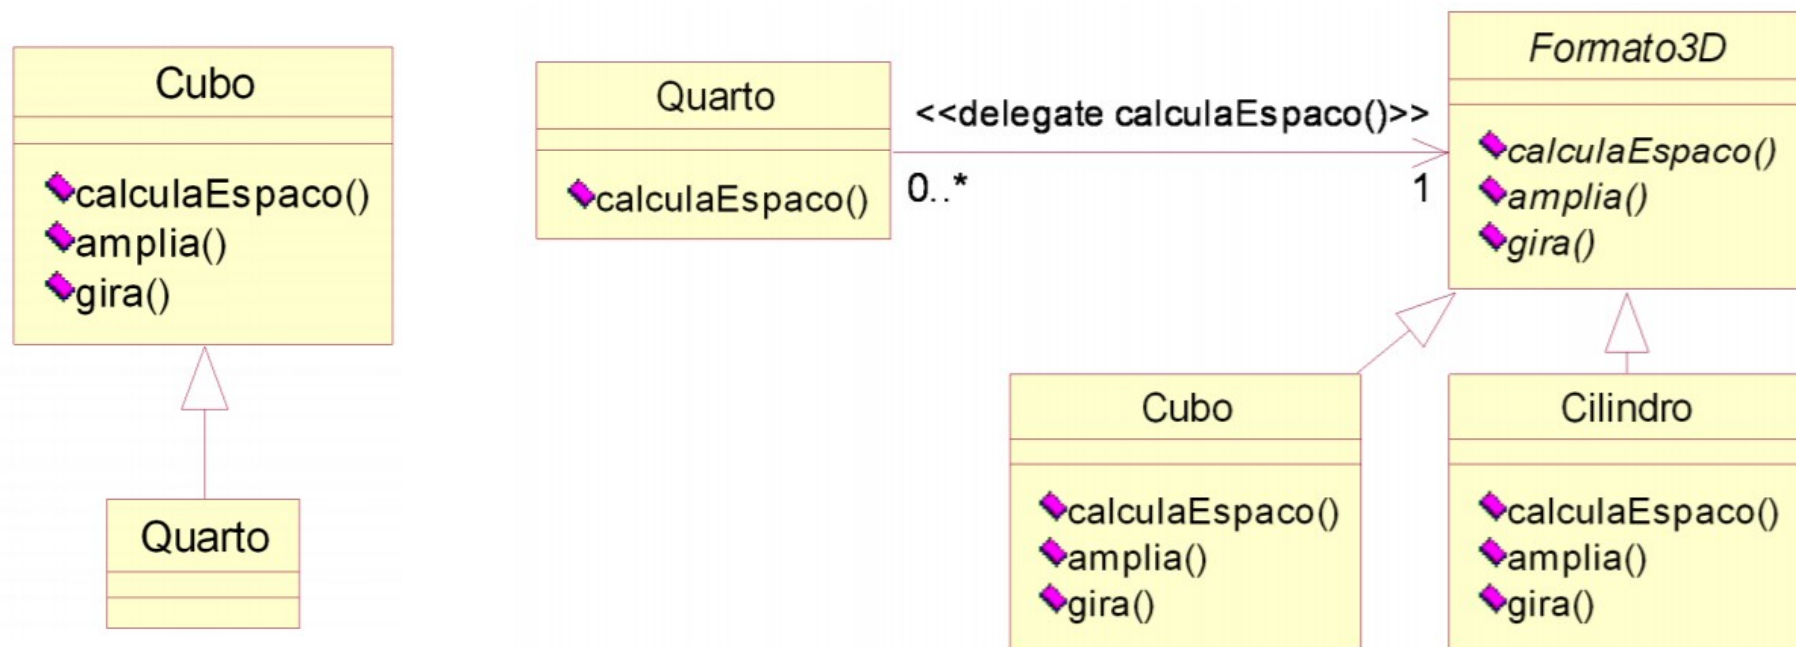 Cubo
calculaEspaco()
amplia()
gira()
Quarto
Quarto
calculaEspaco()
<<delegate calculaEspaco()>>
0..*
1
Formato3D
calculaEspaco()
amplia()
gira()
Cubo
calculaEspaco()
amplia()
gira()
Cilindro
calculaEspaco()
amplia()
gira()